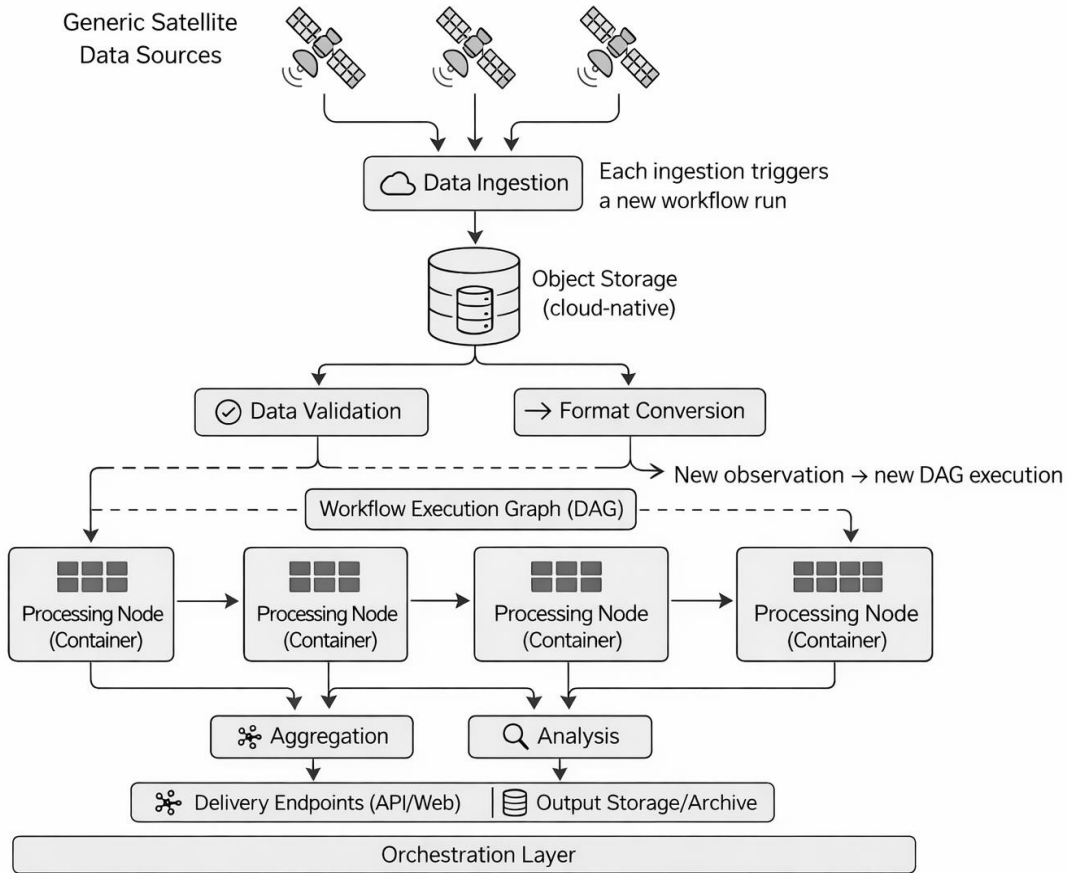 Generic Satellite
Data Sources
Data Ingestion
Each ingestion triggers
a new workflow run
Object Storage
(cloud-native)
Data Validation
→ Format Conversion
New observation → new DAG execution
Workflow Execution Graph (DAG)
Processing Node
(Container)
Processing Node
(Container)
Processing Node
(Container)
Processing Node
(Container)
Aggregation
Analysis
Delivery Endpoints (API/Web)
Output Storage/Archive
Orchestration Layer